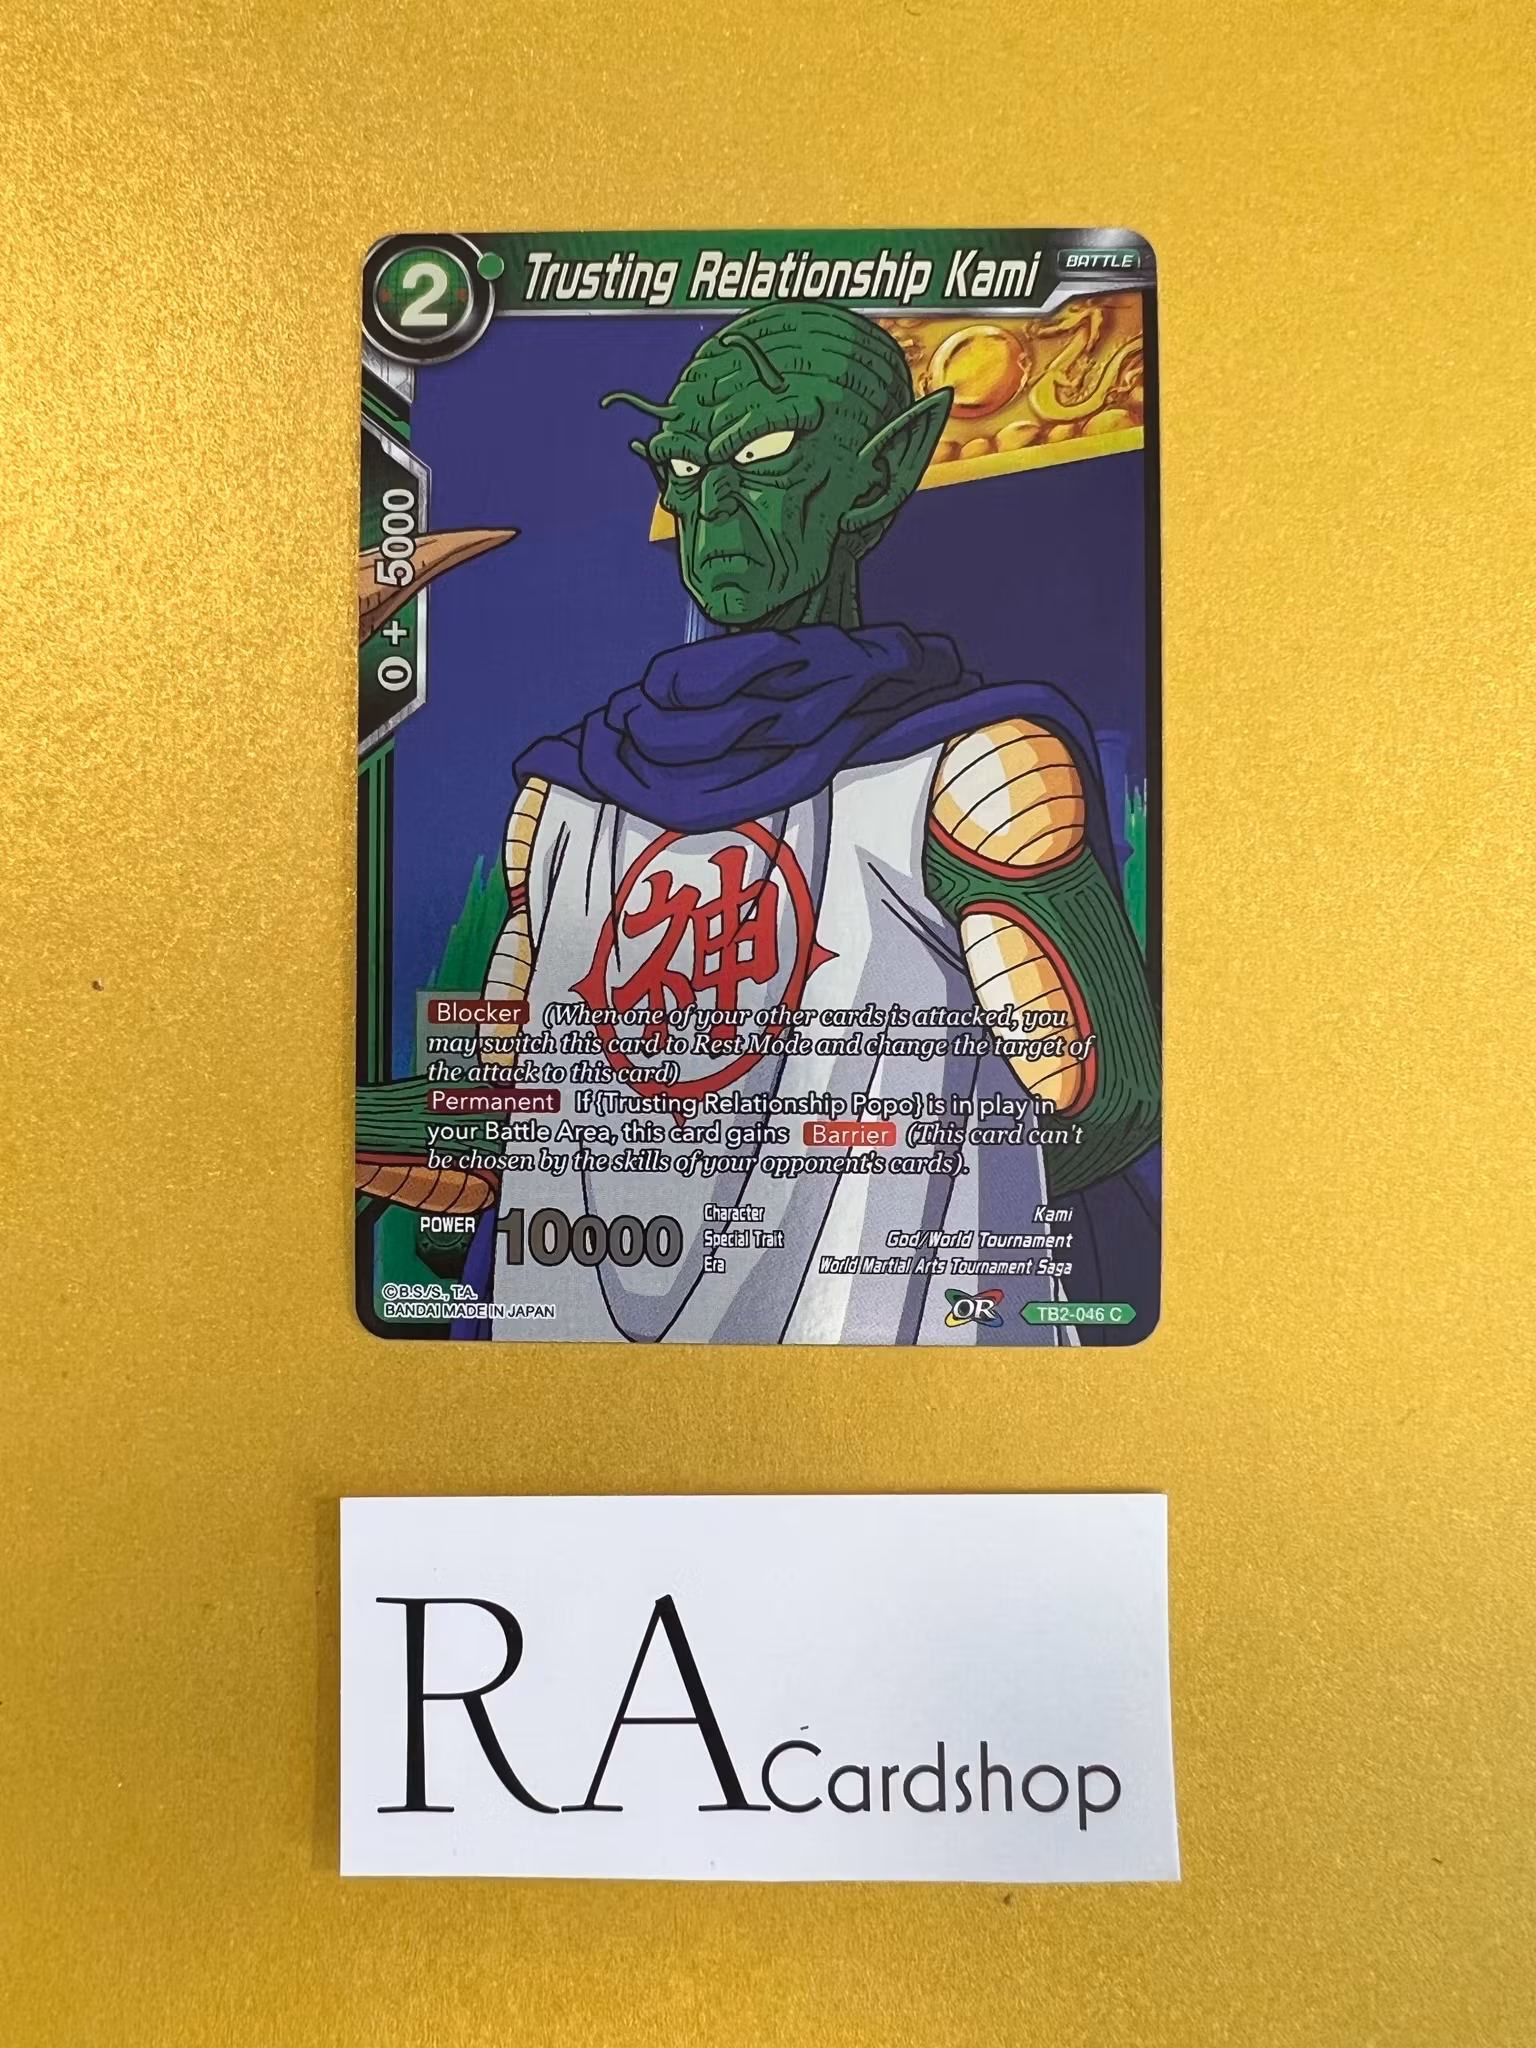 2
Trusting Relationship Kami
BATTLE
0 + 5000
神
Blocker (When one of your other cards is attacked, you
may switch this card to Rest Mode and change the target of
the attack to this card)
Permanent If {Trusting Relationship Popo} is in play in
your Battle Area, this card gains Barrier (This card can't
be chosen by the skills of your opponent's cards).
POWER 10000
Character Kami
Special Trait God/World Tournament
Era World Martial Arts Tournament Saga
©B.S./S., T.A.
BANDAI MADE IN JAPAN
OR
TB2-046 C
RA Cardshop